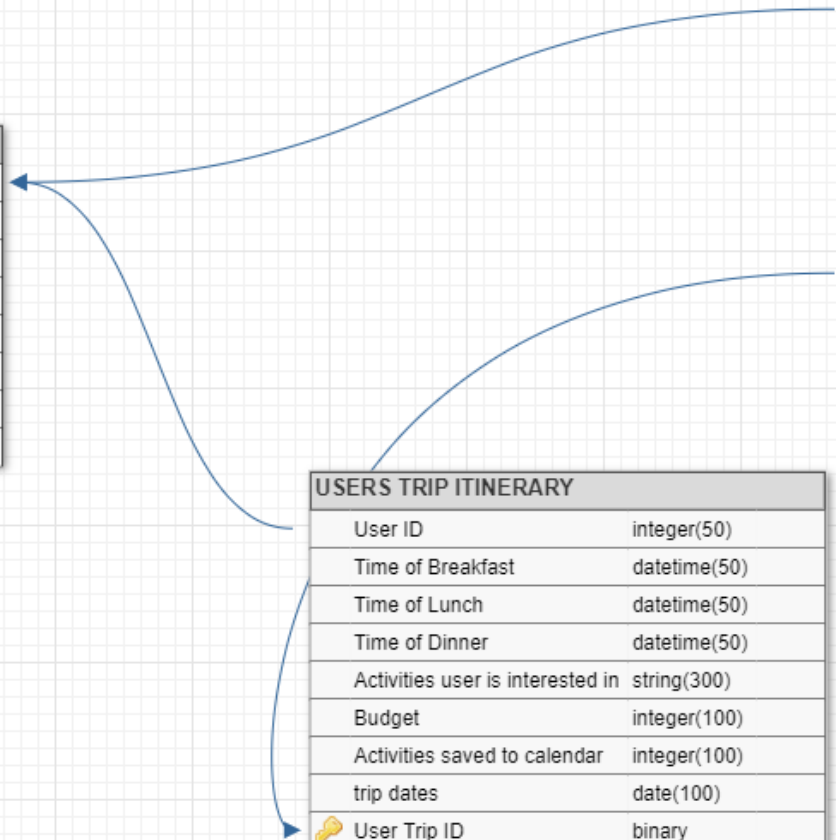 USERS TRIP ITINERARY
User ID integer(50)
Time of Breakfast datetime(50)
Time of Lunch datetime(50)
Time of Dinner datetime(50)
Activities user is interested in string(300)
Budget integer(100)
Activities saved to calendar integer(100)
trip dates date(100)
User Trip ID binary